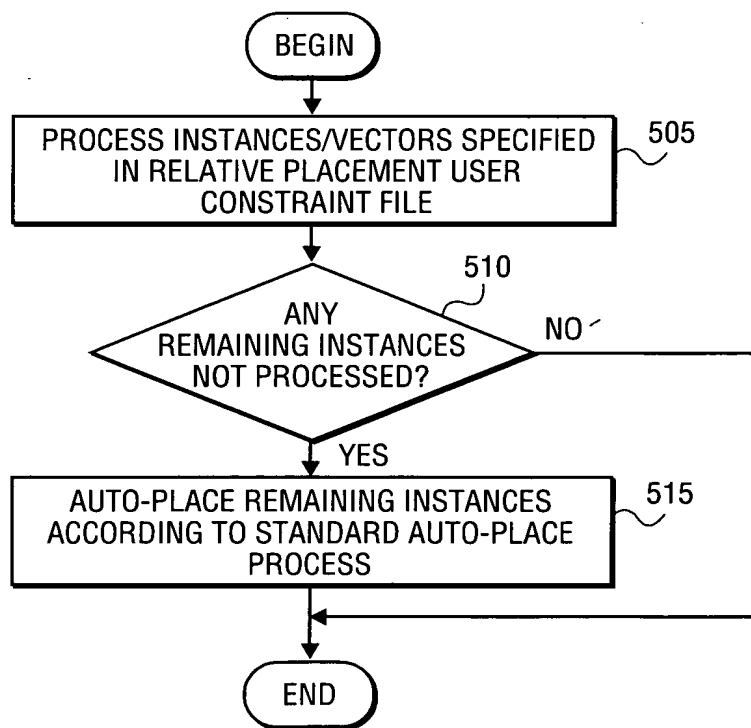 BEGIN
PROCESS INSTANCES/VECTORS SPECIFIED
IN RELATIVE PLACEMENT USER
CONSTRAINT FILE
505
510
ANY
REMAINING INSTANCES
NOT PROCESSED?
NO
YES
AUTO-PLACE REMAINING INSTANCES
ACCORDING TO STANDARD AUTO-PLACE
PROCESS
515
END